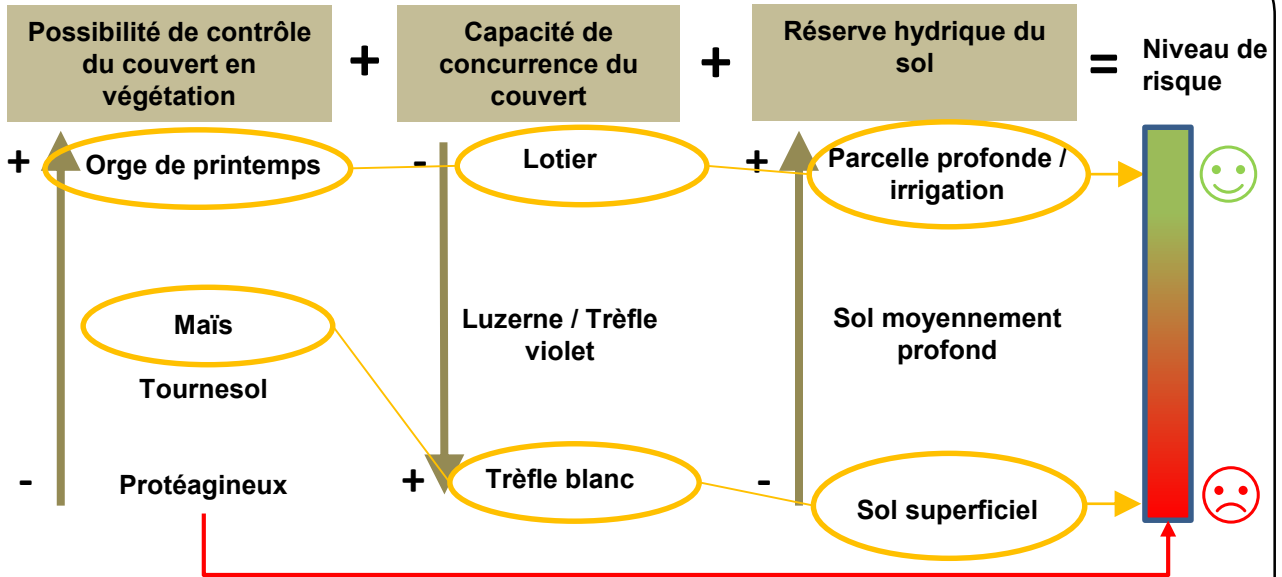 Possibilité de contrôle
du couvert en
végétation
+
Capacité de
concurrence du
couvert
+
Réserve hydrique du
sol
=
Niveau de
risque
+
Orge de printemps
-
Lotier
+
Parcelle profonde /
irrigation
Maïs
Luzerne / Trèfle
violet
Sol moyennement
profond
Tournesol
-
Protéagineux
+
Trèfle blanc
-
Sol superficiel